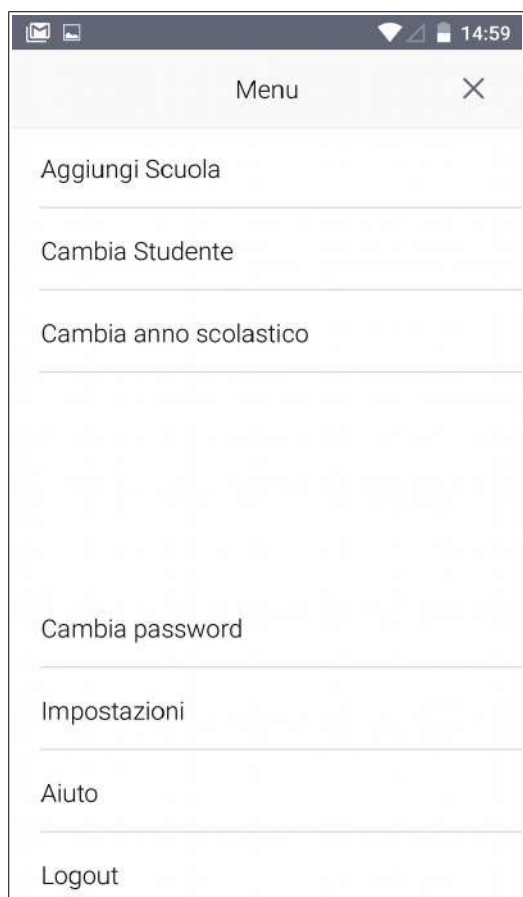 14:59
Menu
Aggiungi Scuola
Cambia Studente
Cambia anno scolastico
Cambia password
Impostazioni
Aiuto
Logout